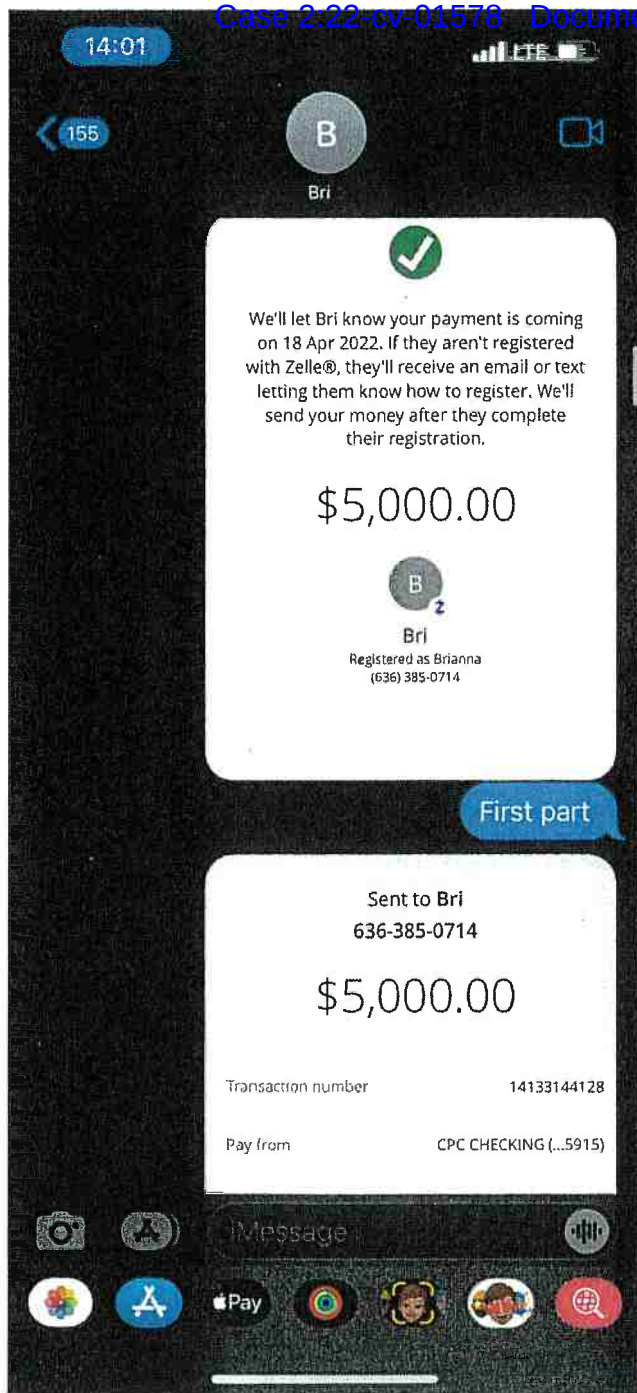 Case 2:22-cv-01578 Docume
14:01
LTE
155
B
Bri
We'll let Bri know your payment is coming
on 18 Apr 2022. If they aren't registered
with Zelle®, they'll receive an email or text
letting them know how to register. We'll
send your money after they complete
their registration.
$5,000.00
B
Bri
Registered as Brianna
(636) 385-0714
First part
Sent to Bri
636-385-0714
$5,000.00
Transaction number 14133144128
Pay from CPC CHECKING (...5915)
iMessage
Pay